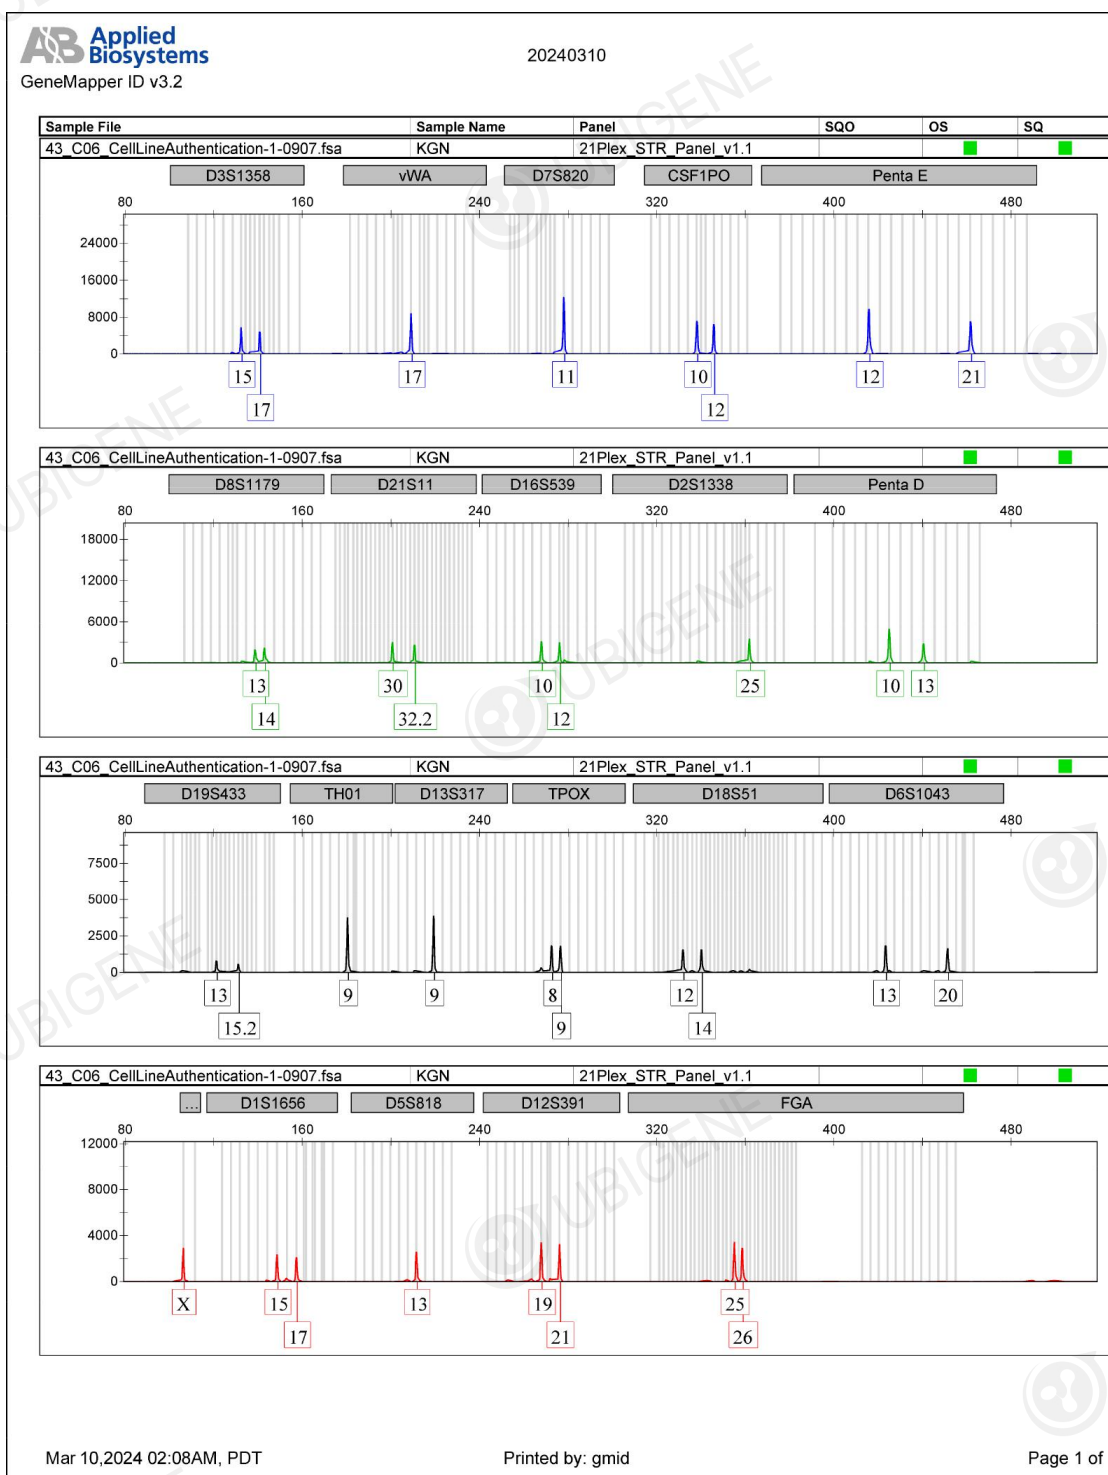 Applied
Biosystems
20240310
GeneMapper ID v3.2
Sample File Sample Name Panel SQO OS SQ
43_C06_CellLineAuthentication-1-0907.fsa KGN 21Plex_STR_Panel_v1.1
D3S1358 vWA D7S820 CSF1PO Penta E
80 160 240 320 400 480
24000
16000
8000
0
15 17 11 10 12 21
17 12
43_C06_CellLineAuthentication-1-0907.fsa KGN 21Plex_STR_Panel_v1.1
D8S1179 D21S11 D16S539 D2S1338 Penta D
80 160 240 320 400 480
18000
12000
6000
0
13 30 10 25 10 13
14 32.2 12
43_C06_CellLineAuthentication-1-0907.fsa KGN 21Plex_STR_Panel_v1.1
D19S433 TH01 D13S317 TPOX D18S51 D6S1043
80 160 240 320 400 480
7500
5000
2500
0
13 9 9 8 12 13 20
15.2 9 14
43_C06_CellLineAuthentication-1-0907.fsa KGN 21Plex_STR_Panel_v1.1
... D1S1656 D5S818 D12S391 FGA
80 160 240 320 400 480
12000
8000
4000
0
X 15 13 19 25
17 21 26
Mar 10,2024 02:08AM, PDT Printed by: gmid Page 1 of
UBIGENE
UBIGENE
UBIGENE
UBIGENE
UBIGENE